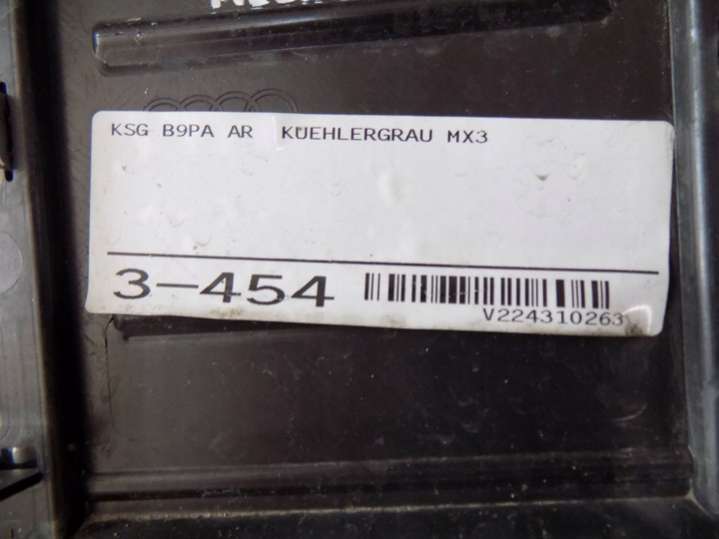 KSG B9PA AR KUEHLERGRAU MX3
3-454
V224310263